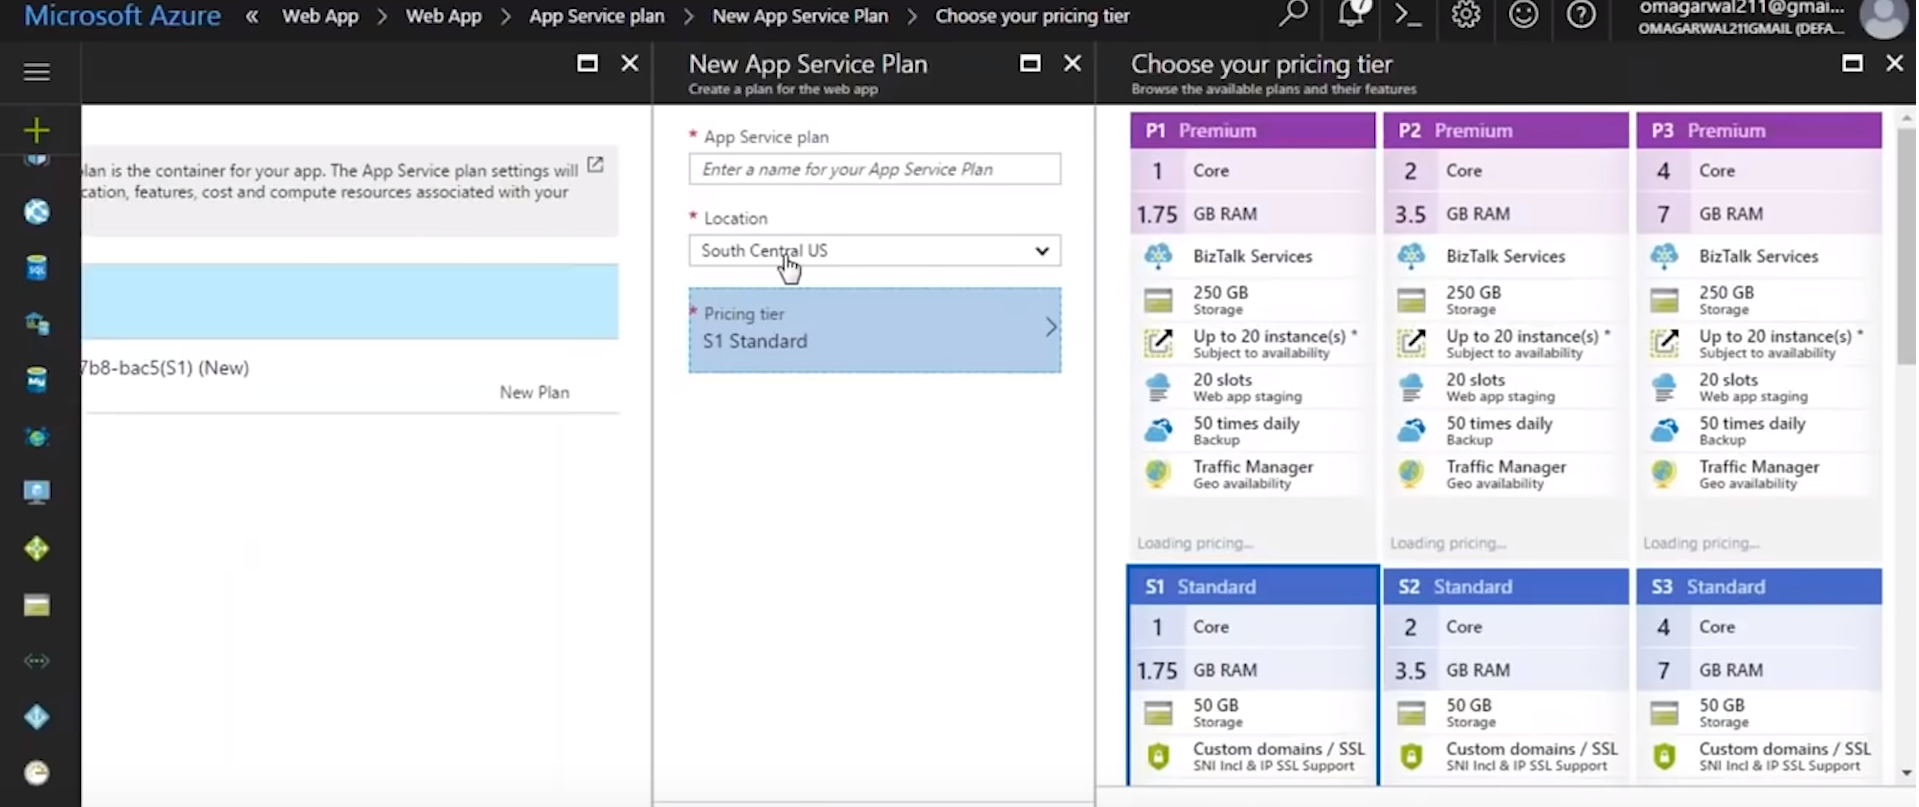 Microsoft Azure « Web App > Web App > App Service plan > New App Service Plan > Choose your pricing tier
omagarwal211@gmai...
OMAGARWAL211GMAIL (DEFA...
New App Service Plan
Create a plan for the web app
Choose your pricing tier
Browse the available plans and their features
lan is the container for your app. The App Service plan settings will
cation, features, cost and compute resources associated with your
7b8-bac5(S1) (New)
New Plan
* App Service plan
Enter a name for your App Service Plan
* Location
South Central US
* Pricing tier
S1 Standard
P1 Premium
1 Core
1.75 GB RAM
BizTalk Services
250 GB
Storage
Up to 20 instance(s) *
Subject to availability
20 slots
Web app staging
50 times daily
Backup
Traffic Manager
Geo availability
Loading pricing...
P2 Premium
2 Core
3.5 GB RAM
BizTalk Services
250 GB
Storage
Up to 20 instance(s) *
Subject to availability
20 slots
Web app staging
50 times daily
Backup
Traffic Manager
Geo availability
Loading pricing...
P3 Premium
4 Core
7 GB RAM
BizTalk Services
250 GB
Storage
Up to 20 instance(s) *
Subject to availability
20 slots
Web app staging
50 times daily
Backup
Traffic Manager
Geo availability
Loading pricing...
S1 Standard
1 Core
1.75 GB RAM
50 GB
Storage
Custom domains / SSL
SNI Incl & IP SSL Support
S2 Standard
2 Core
3.5 GB RAM
50 GB
Storage
Custom domains / SSL
SNI Incl & IP SSL Support
S3 Standard
4 Core
7 GB RAM
50 GB
Storage
Custom domains / SSL
SNI Incl & IP SSL Support